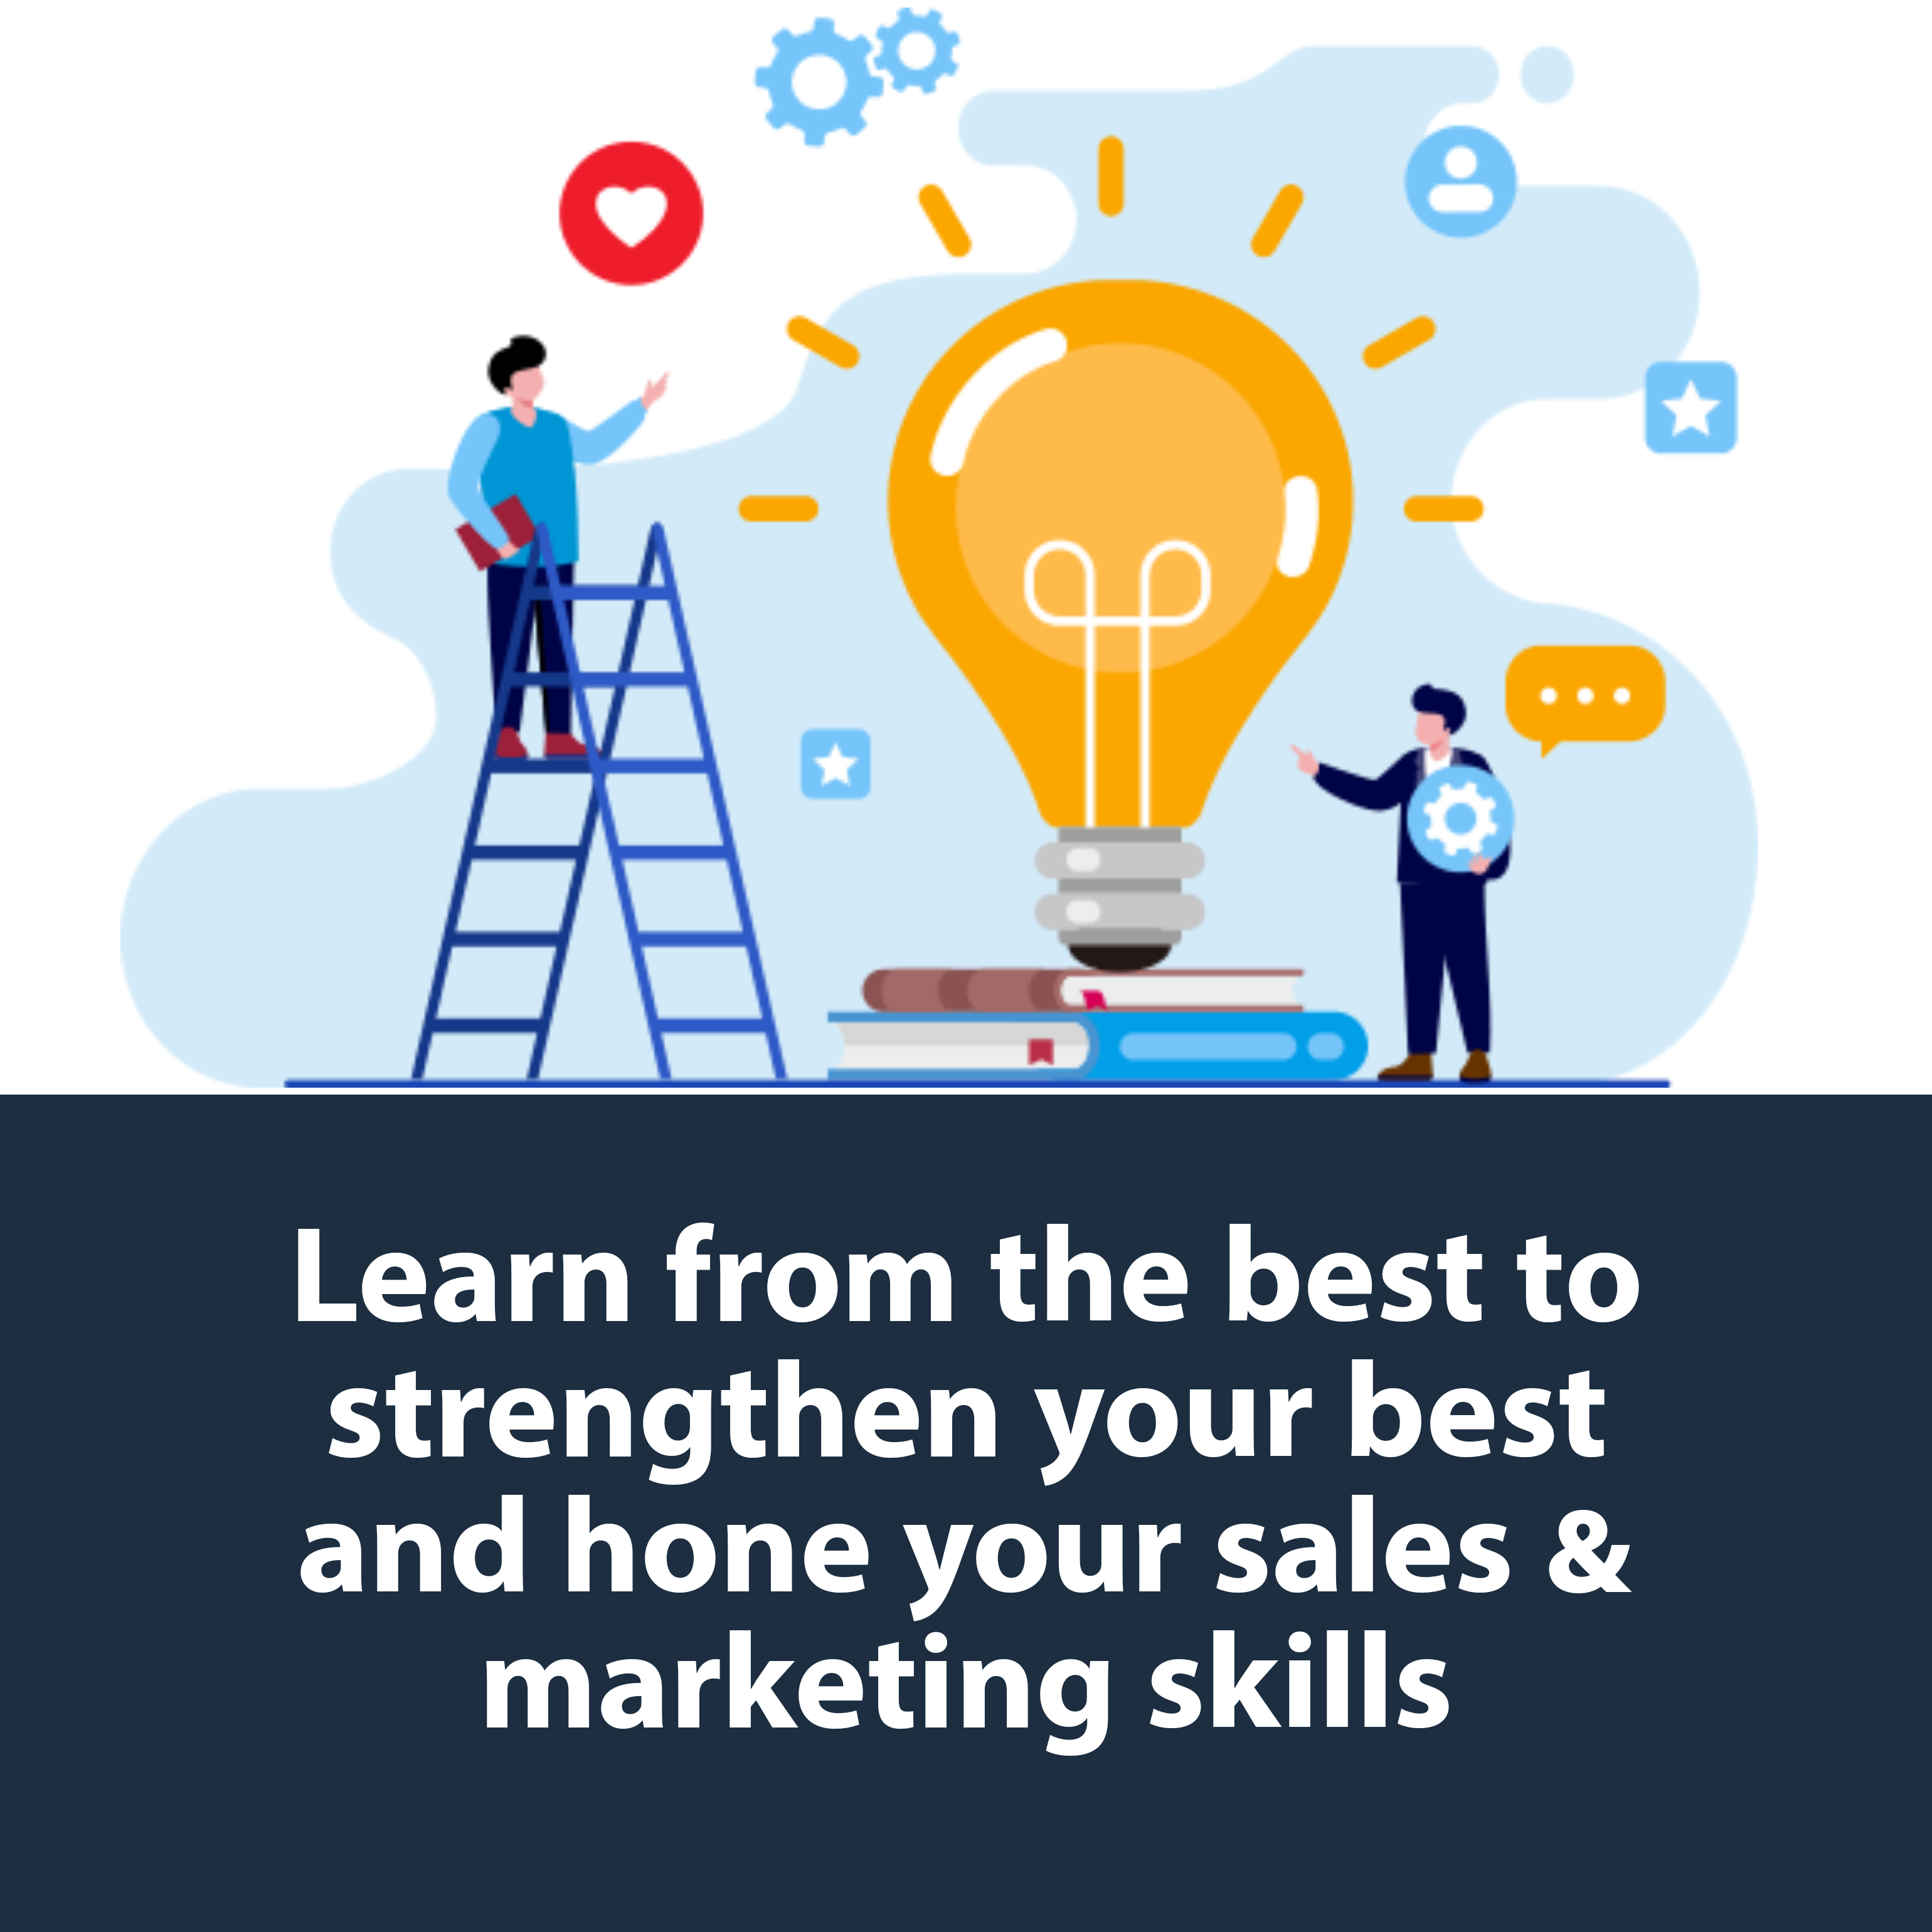 Learn from the best to
strengthen your best
and hone your sales &
marketing skills